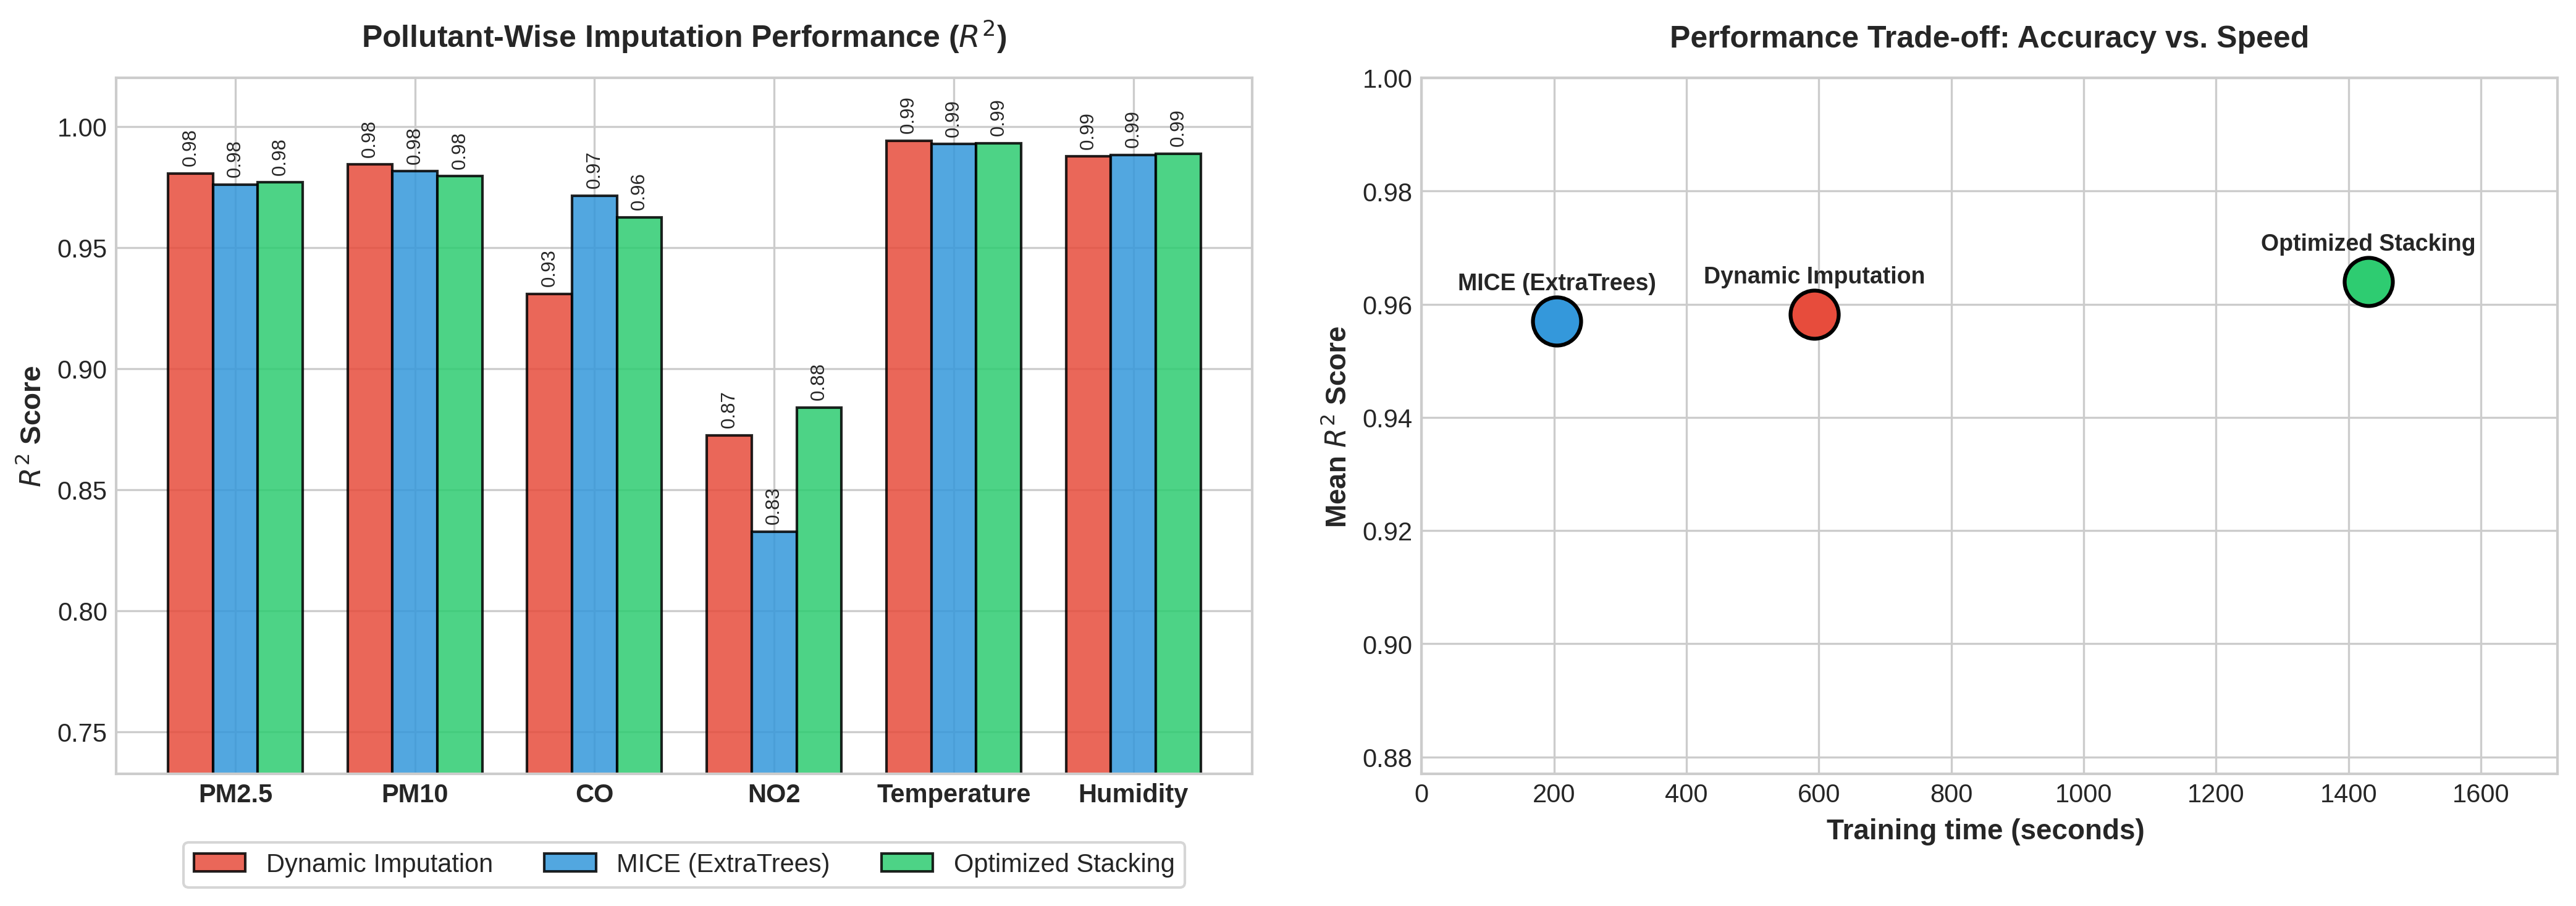 Pollutant-Wise Imputation Performance (R²)
R² Score
1.00
0.95
0.90
0.85
0.80
0.75
0.98
0.98
0.98
0.98
0.98
0.98
0.93
0.97
0.96
0.87
0.83
0.88
0.99
0.99
0.99
0.99
0.99
0.99
PM2.5 PM10 CO NO2 Temperature Humidity
Dynamic Imputation MICE (ExtraTrees) Optimized Stacking
Performance Trade-off: Accuracy vs. Speed
Mean R² Score
1.00
0.98
0.96
0.94
0.92
0.90
0.88
MICE (ExtraTrees)
Dynamic Imputation
Optimized Stacking
0 200 400 600 800 1000 1200 1400 1600
Training time (seconds)